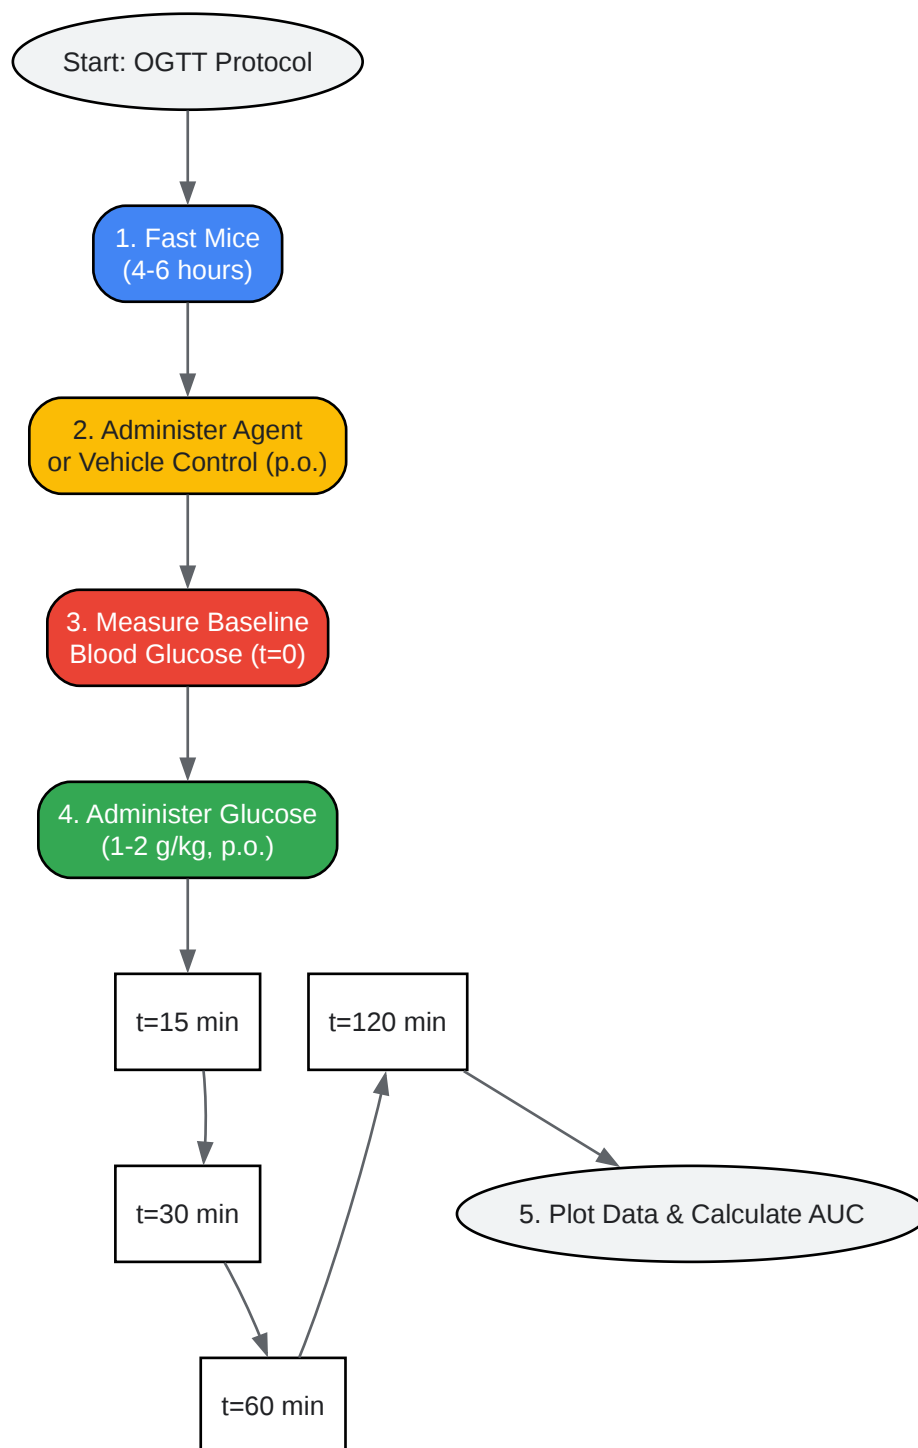 Start: OGTT Protocol
1. Fast Mice
(4-6 hours)
2. Administer Agent
or Vehicle Control (p.o.)
3. Measure Baseline
Blood Glucose (t=0)
4. Administer Glucose
(1-2 g/kg, p.o.)
t=15 min
t=30 min
t=60 min
t=120 min
5. Plot Data & Calculate AUC